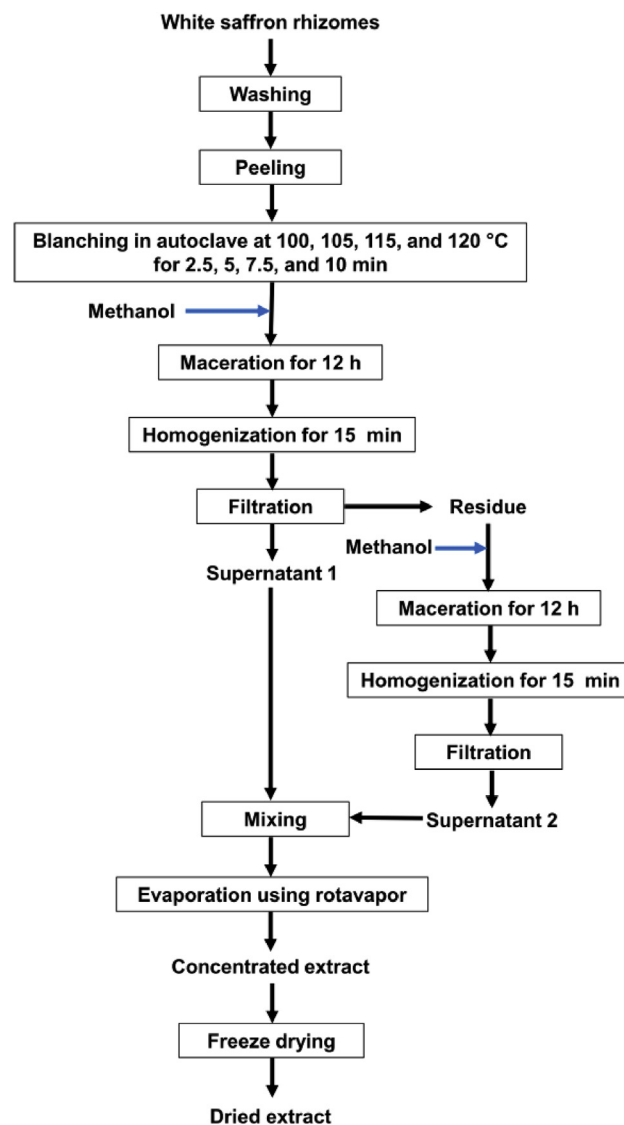 White saffron rhizomes
Washing
Peeling
Blanching in autoclave at 100, 105, 115, and 120 °C
for 2.5, 5, 7.5, and 10 min
Methanol
Maceration for 12 h
Homogenization for 15 min
Filtration
Residue
Methanol
Supernatant 1
Maceration for 12 h
Homogenization for 15 min
Filtration
Mixing
Supernatant 2
Evaporation using rotavapor
Concentrated extract
Freeze drying
Dried extract